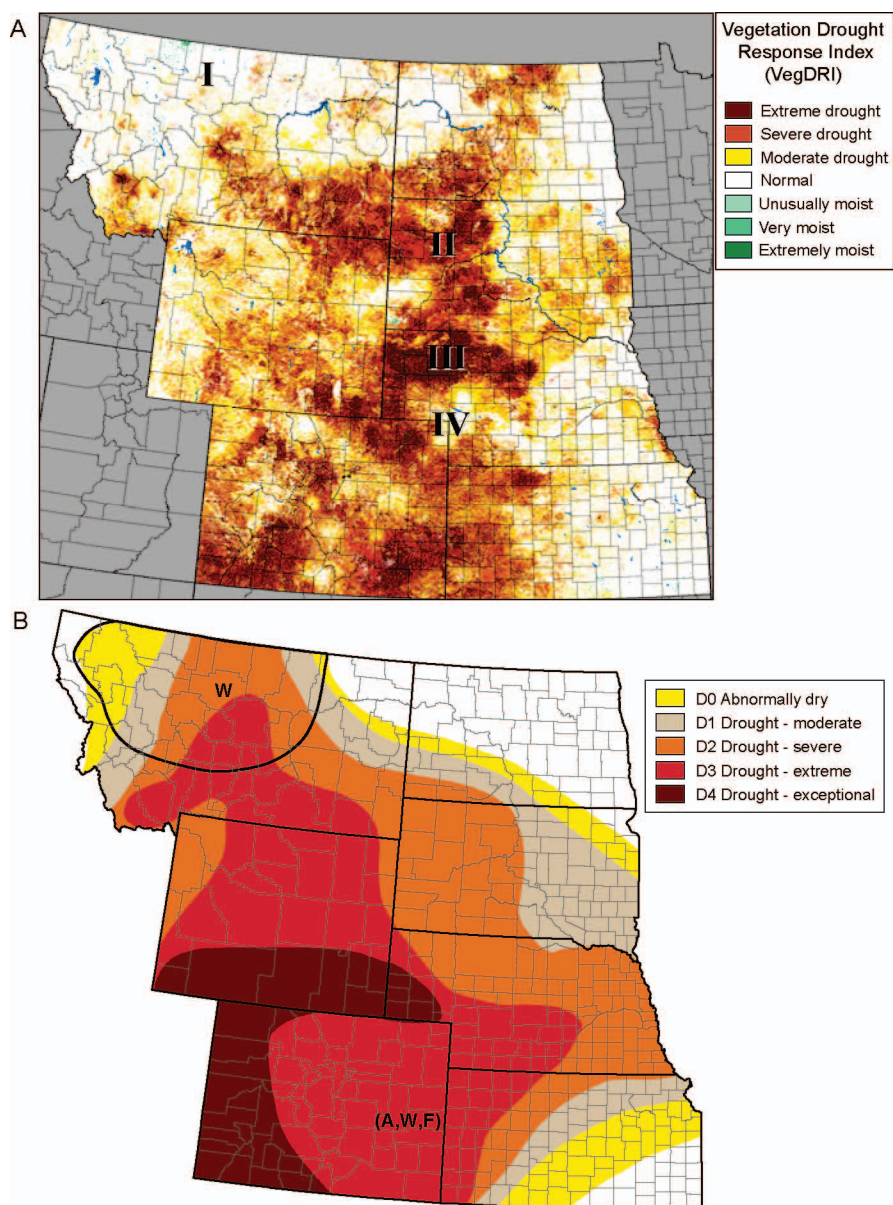 A
Vegetation Drought
Response Index
(VegDRI)
Extreme drought
Severe drought
Moderate drought
Normal
Unusually moist
Very moist
Extremely moist
I
II
III
IV
B
D0 Abnormally dry
D1 Drought - moderate
D2 Drought - severe
D3 Drought - extreme
D4 Drought - exceptional
W
(A,W,F)